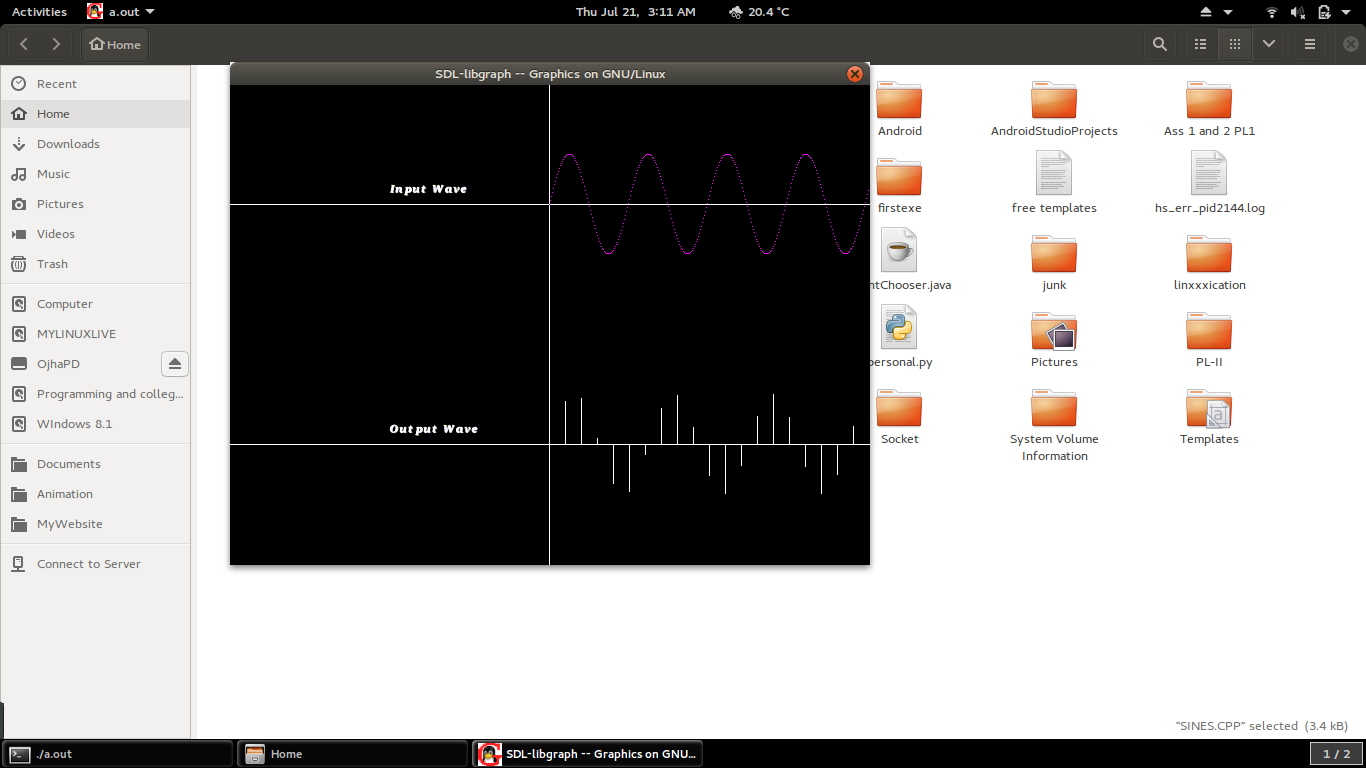 Activities a.out Thu Jul 21, 3:11 AM 20.4 °C
Home
SDL-libgraph -- Graphics on GNU/Linux
Recent
Home
Downloads
Music
Pictures
Videos
Trash
Computer
MYLINUXLIVE
OjhaPD
Programming and colleg...
WIndows 8.1
Documents
Animation
MyWebsite
Connect to Server
Input Wave
Output Wave
Android AndroidStudioProjects Ass 1 and 2 PL1
firstexe free templates hs_err_pid2144.log
ntChooser.java junk linxxxication
personal.py Pictures PL-II
Socket System Volume Templates
Information
“SINES.CPP” selected (3.4 kB)
./a.out Home SDL-libgraph -- Graphics on GNU... 1 / 2